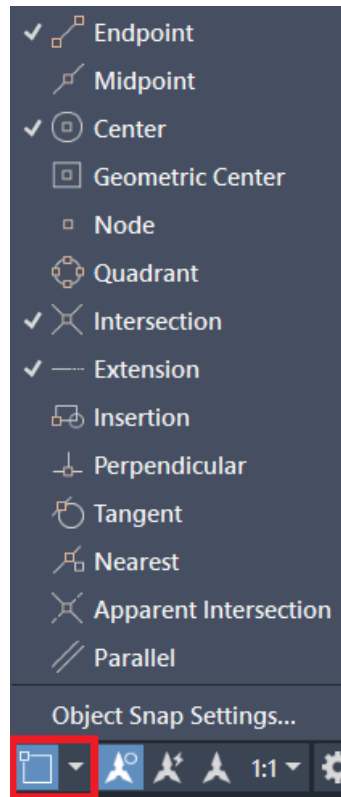 Endpoint
Midpoint
Center
Geometric Center
Node
Quadrant
Intersection
Extension
Insertion
Perpendicular
Tangent
Nearest
Apparent Intersection
Parallel
Object Snap Settings...
1:1